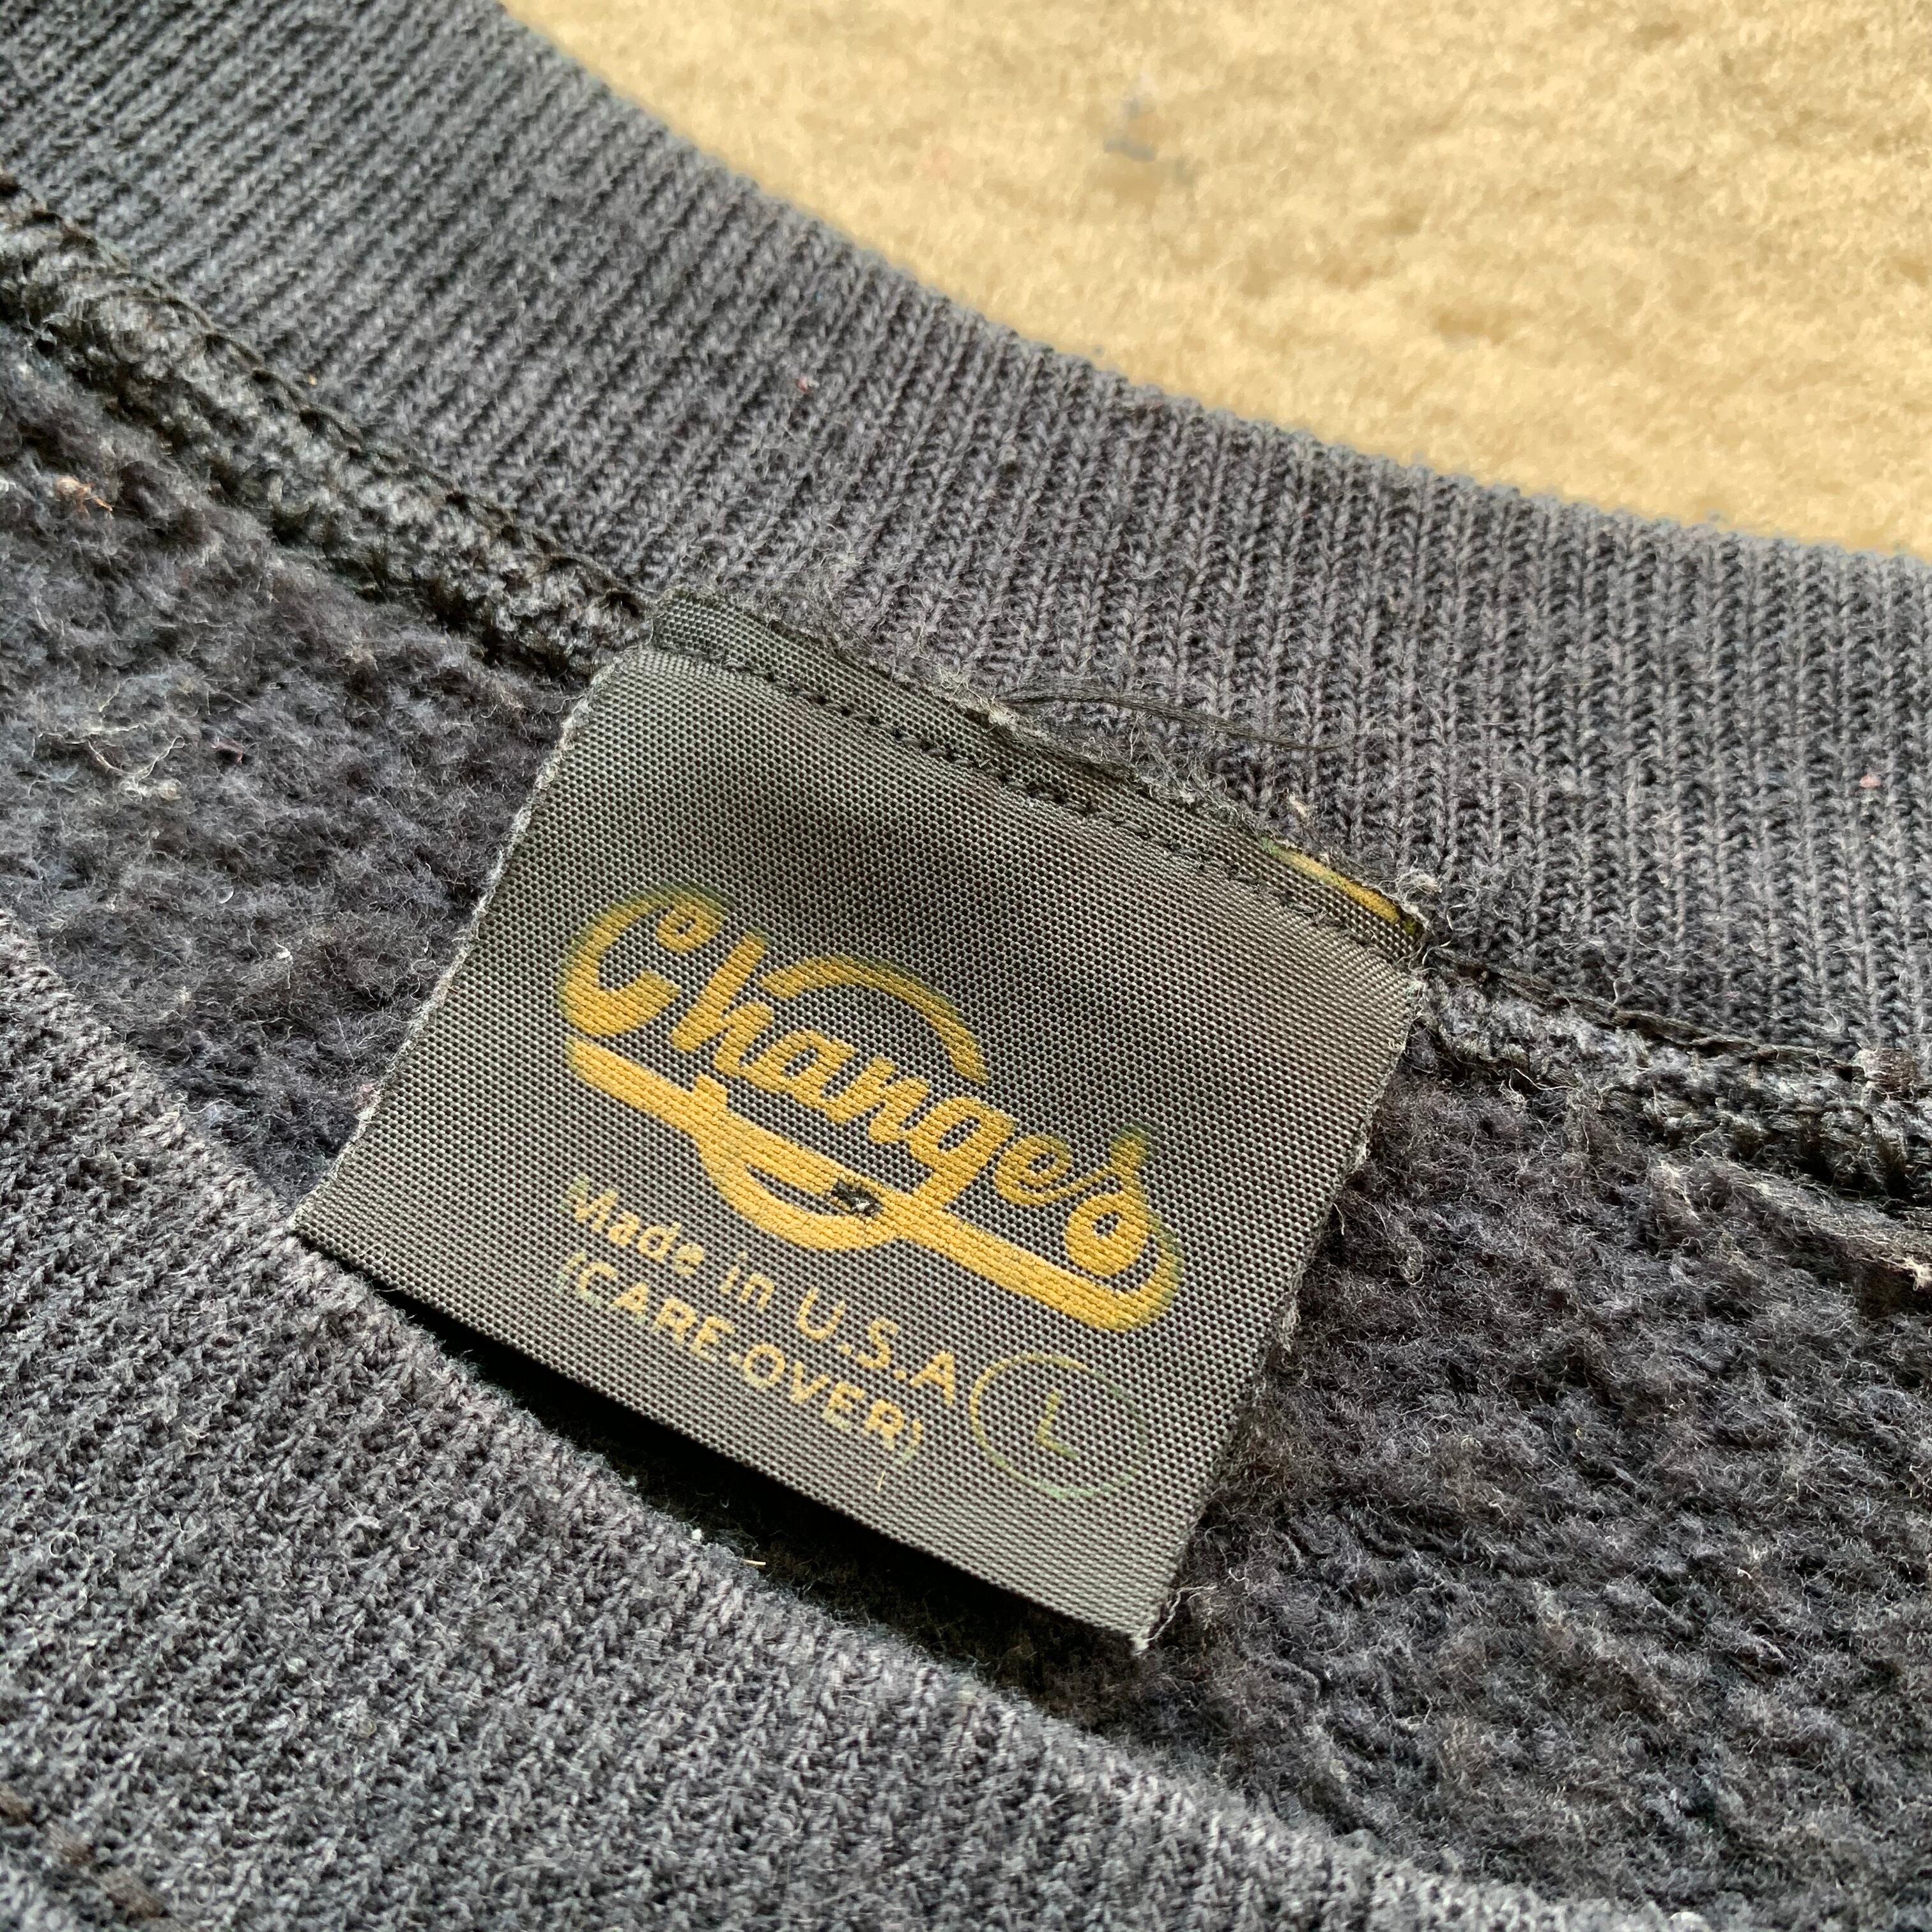 Changes
Made in U.S.A
(CARE-OVER)
L